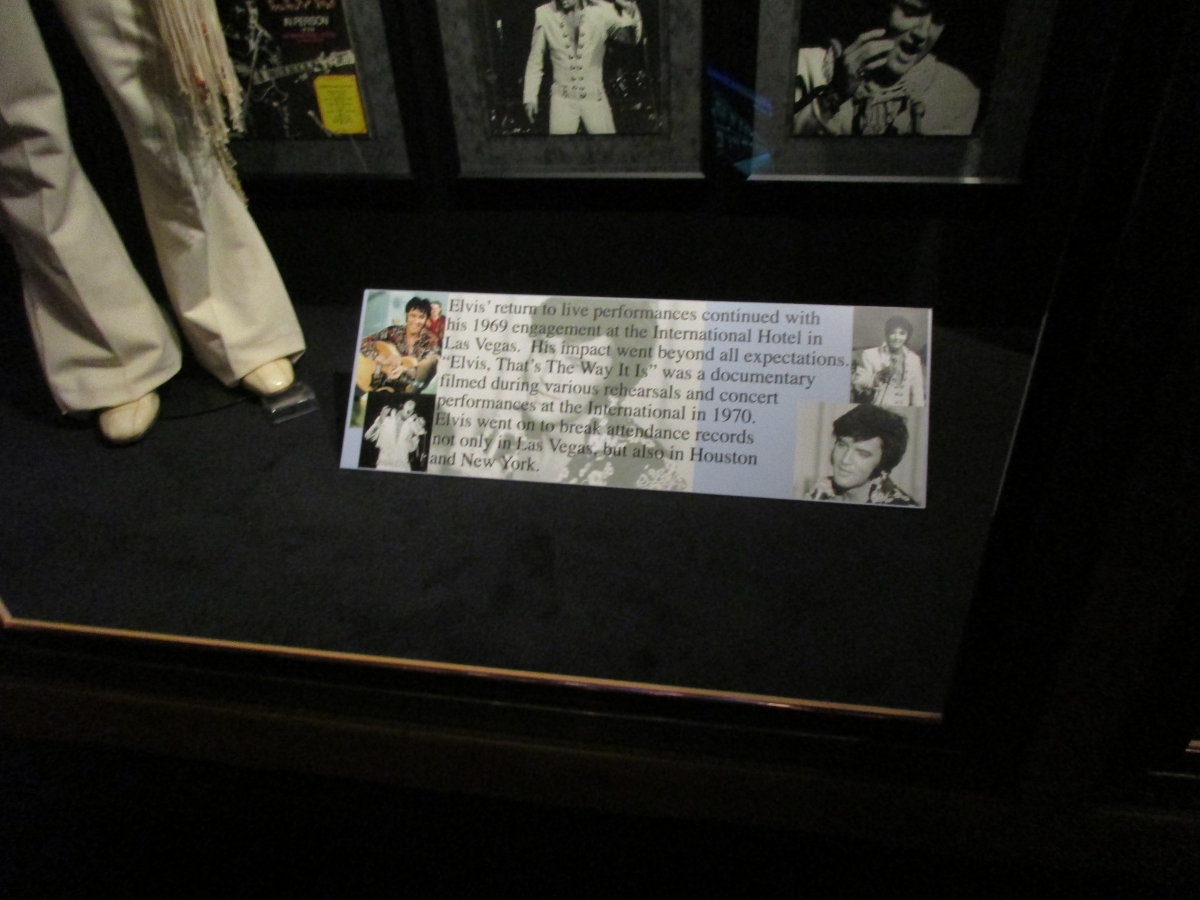 IN PERSON
Elvis' return to live performances continued with
his 1969 engagement at the International Hotel in
Las Vegas. His impact went beyond all expectations.
"Elvis, That's The Way It Is" was a documentary
filmed during various rehearsals and concert
performances at the International in 1970.
Elvis went on to break attendance records
not only in Las Vegas, but also in Houston
and New York.